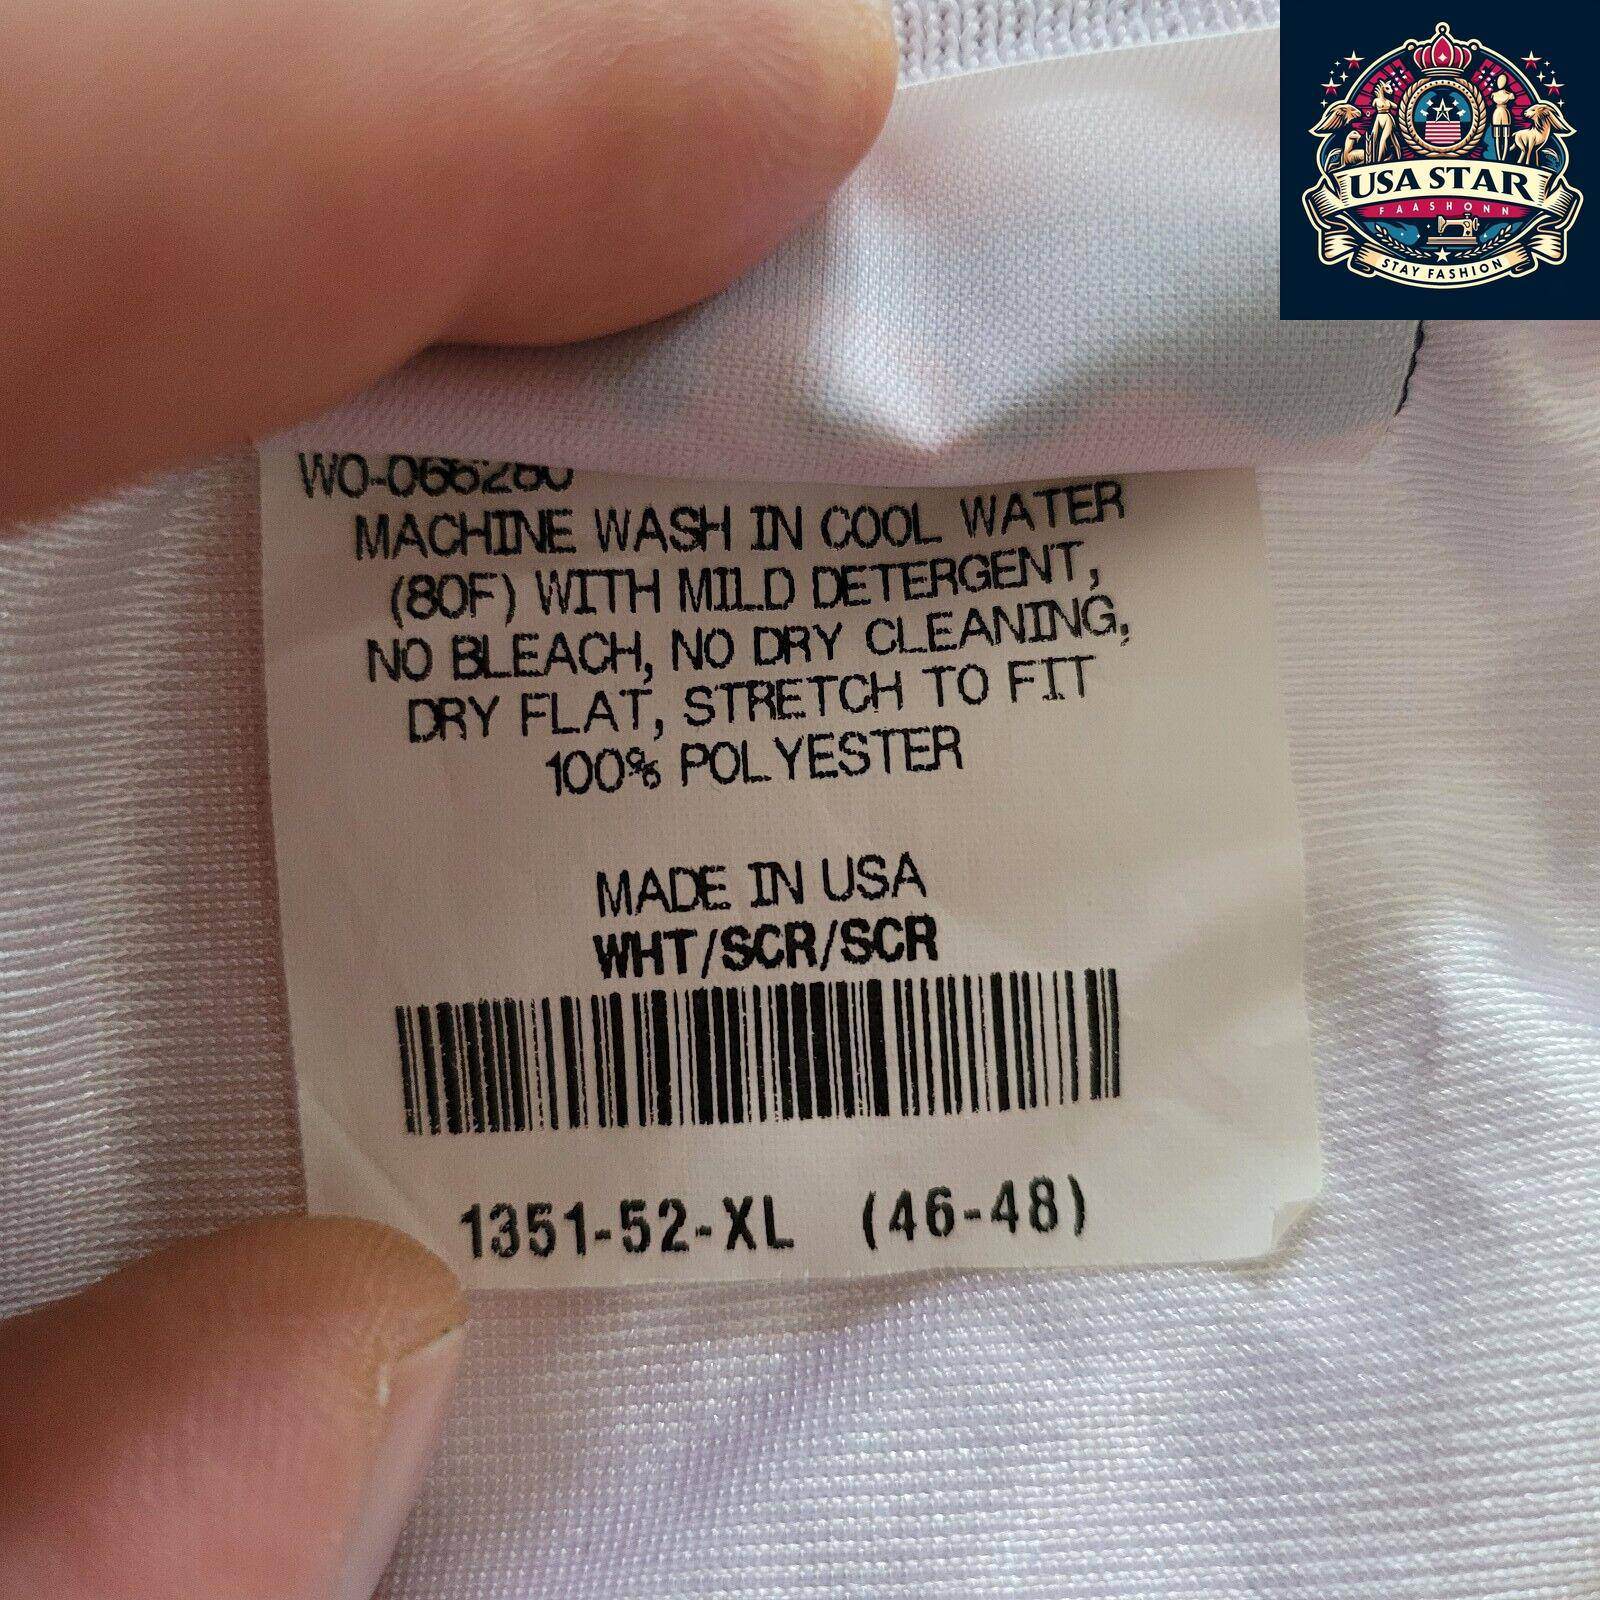 USA STAR
FAASHONN
STAY FASHION
MACHINE WASH IN COOL WATER
(80F) WITH MILD DETERGENT,
NO BLEACH, NO DRY CLEANING,
DRY FLAT, STRETCH TO FIT
100% POLYESTER
MADE IN USA
WHT/SCR/SCR
1351-52-XL (46-48)